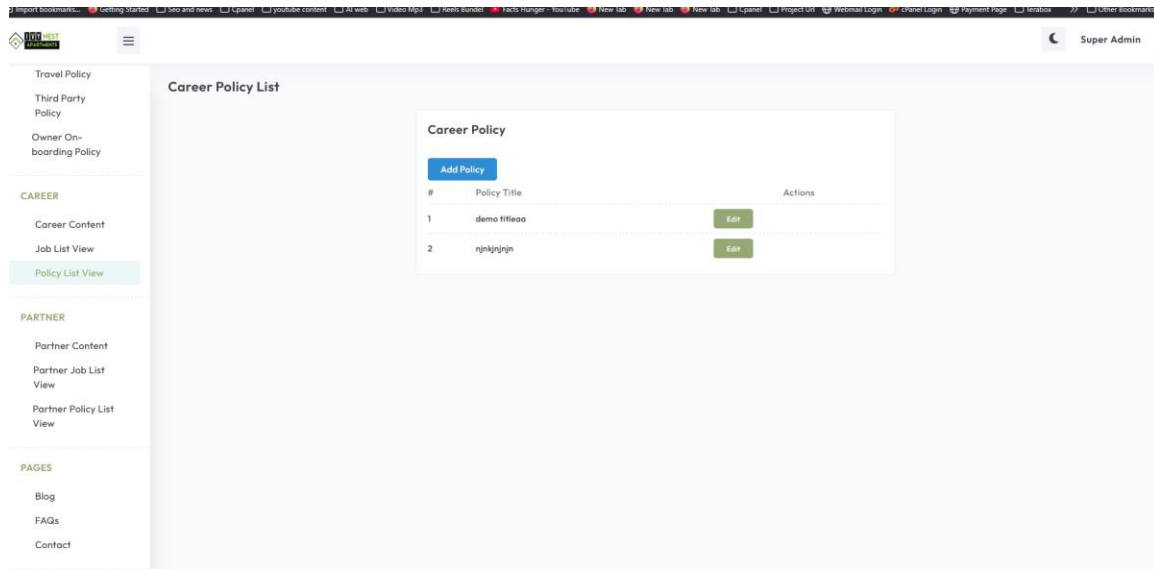 Import bookmarks... Getting Started Seo and news Cpanel youtube content AI web Video Mp3 Reels Bundel Facts Hunger - YouTube New Tab New Tab New Tab Cpanel Project Url Webmail Login cPanel Login Payment Page Terabox Other Bookmarks
IVY NEST
APARTMENTS
Super Admin
Travel Policy
Third Party
Policy
Owner On-
boarding Policy
CAREER
Career Content
Job List View
Policy List View
PARTNER
Partner Content
Partner Job List
View
Partner Policy List
View
PAGES
Blog
FAQs
Contact
Career Policy List
Career Policy
Add Policy
# Policy Title Actions
1 demo titleaa Edit
2 njnkjnjnjn Edit